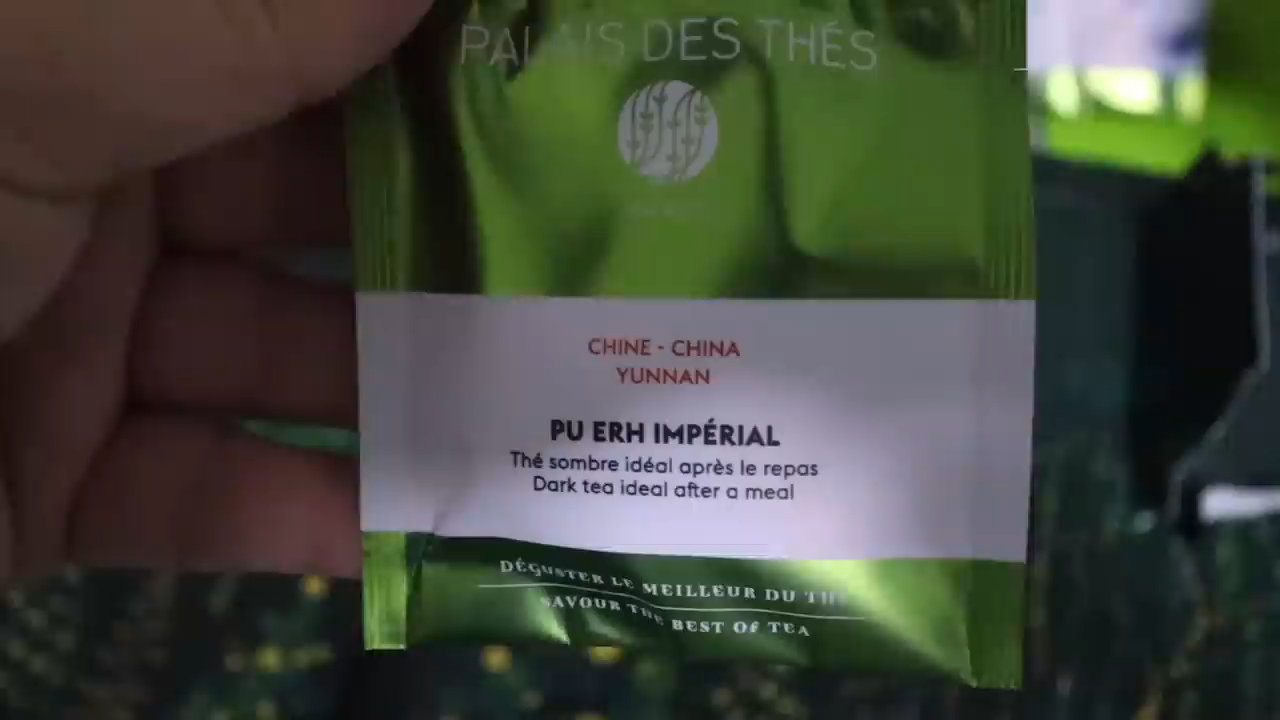 PALAIS DES THÉS
CHINE - CHINA
YUNNAN
PU ERH IMPÉRIAL
Thé sombre idéal après le repas
Dark tea ideal after a meal
DÉGUSTER LE MEILLEUR DU THÉ
SAVOUR THE BEST OF TEA